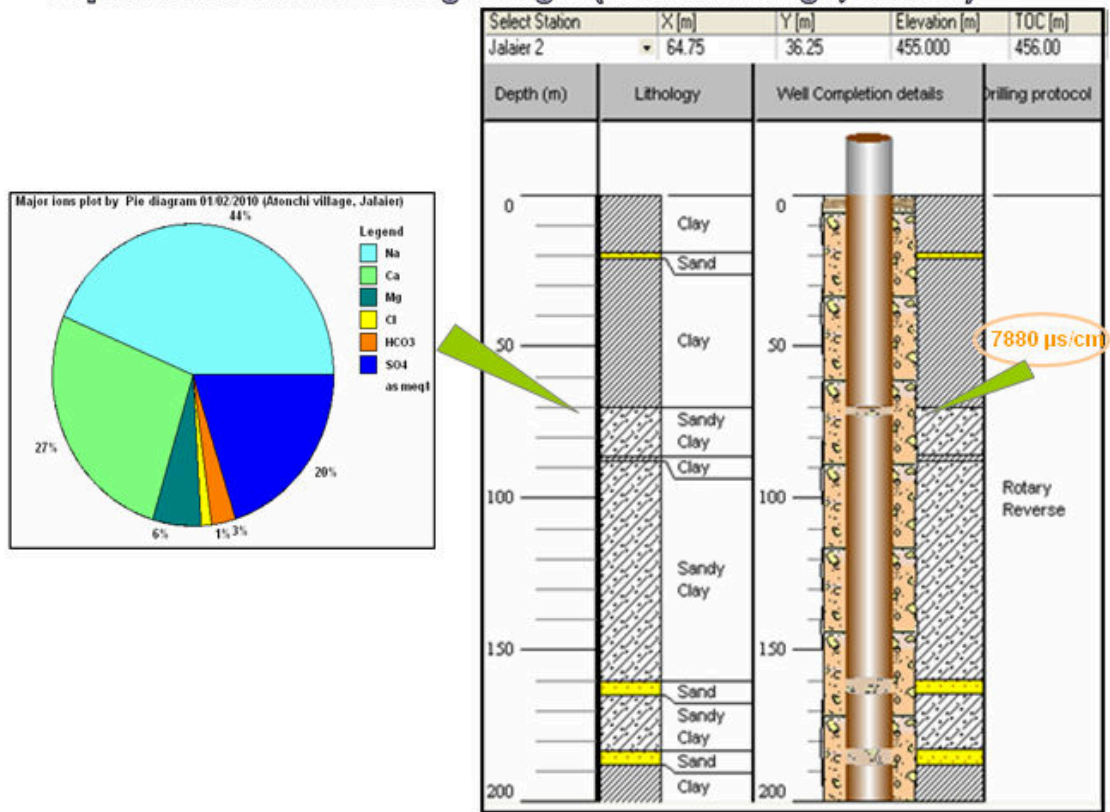 Select Station X [m] Y [m] Elevation [m] TOC [m]
Jalaier 2 64.75 36.25 455.000 456.00
Depth (m) Lithology Well Completion details Drilling protocol
0
50
100
150
200
Clay
Sand
Clay
Sandy
Clay
Clay
Sandy
Clay
Sand
Sandy
Clay
Sand
Clay
0
50
100
150
200
7880 µs/cm
Rotary
Reverse
Major ions plot by Pie diagram 01/02/2010 (Atonchi village, Jalaier)
44%
Legend
Na
Ca
Mg
Cl
HCO3
SO4
as meq1
27%
20%
6%
1%
3%